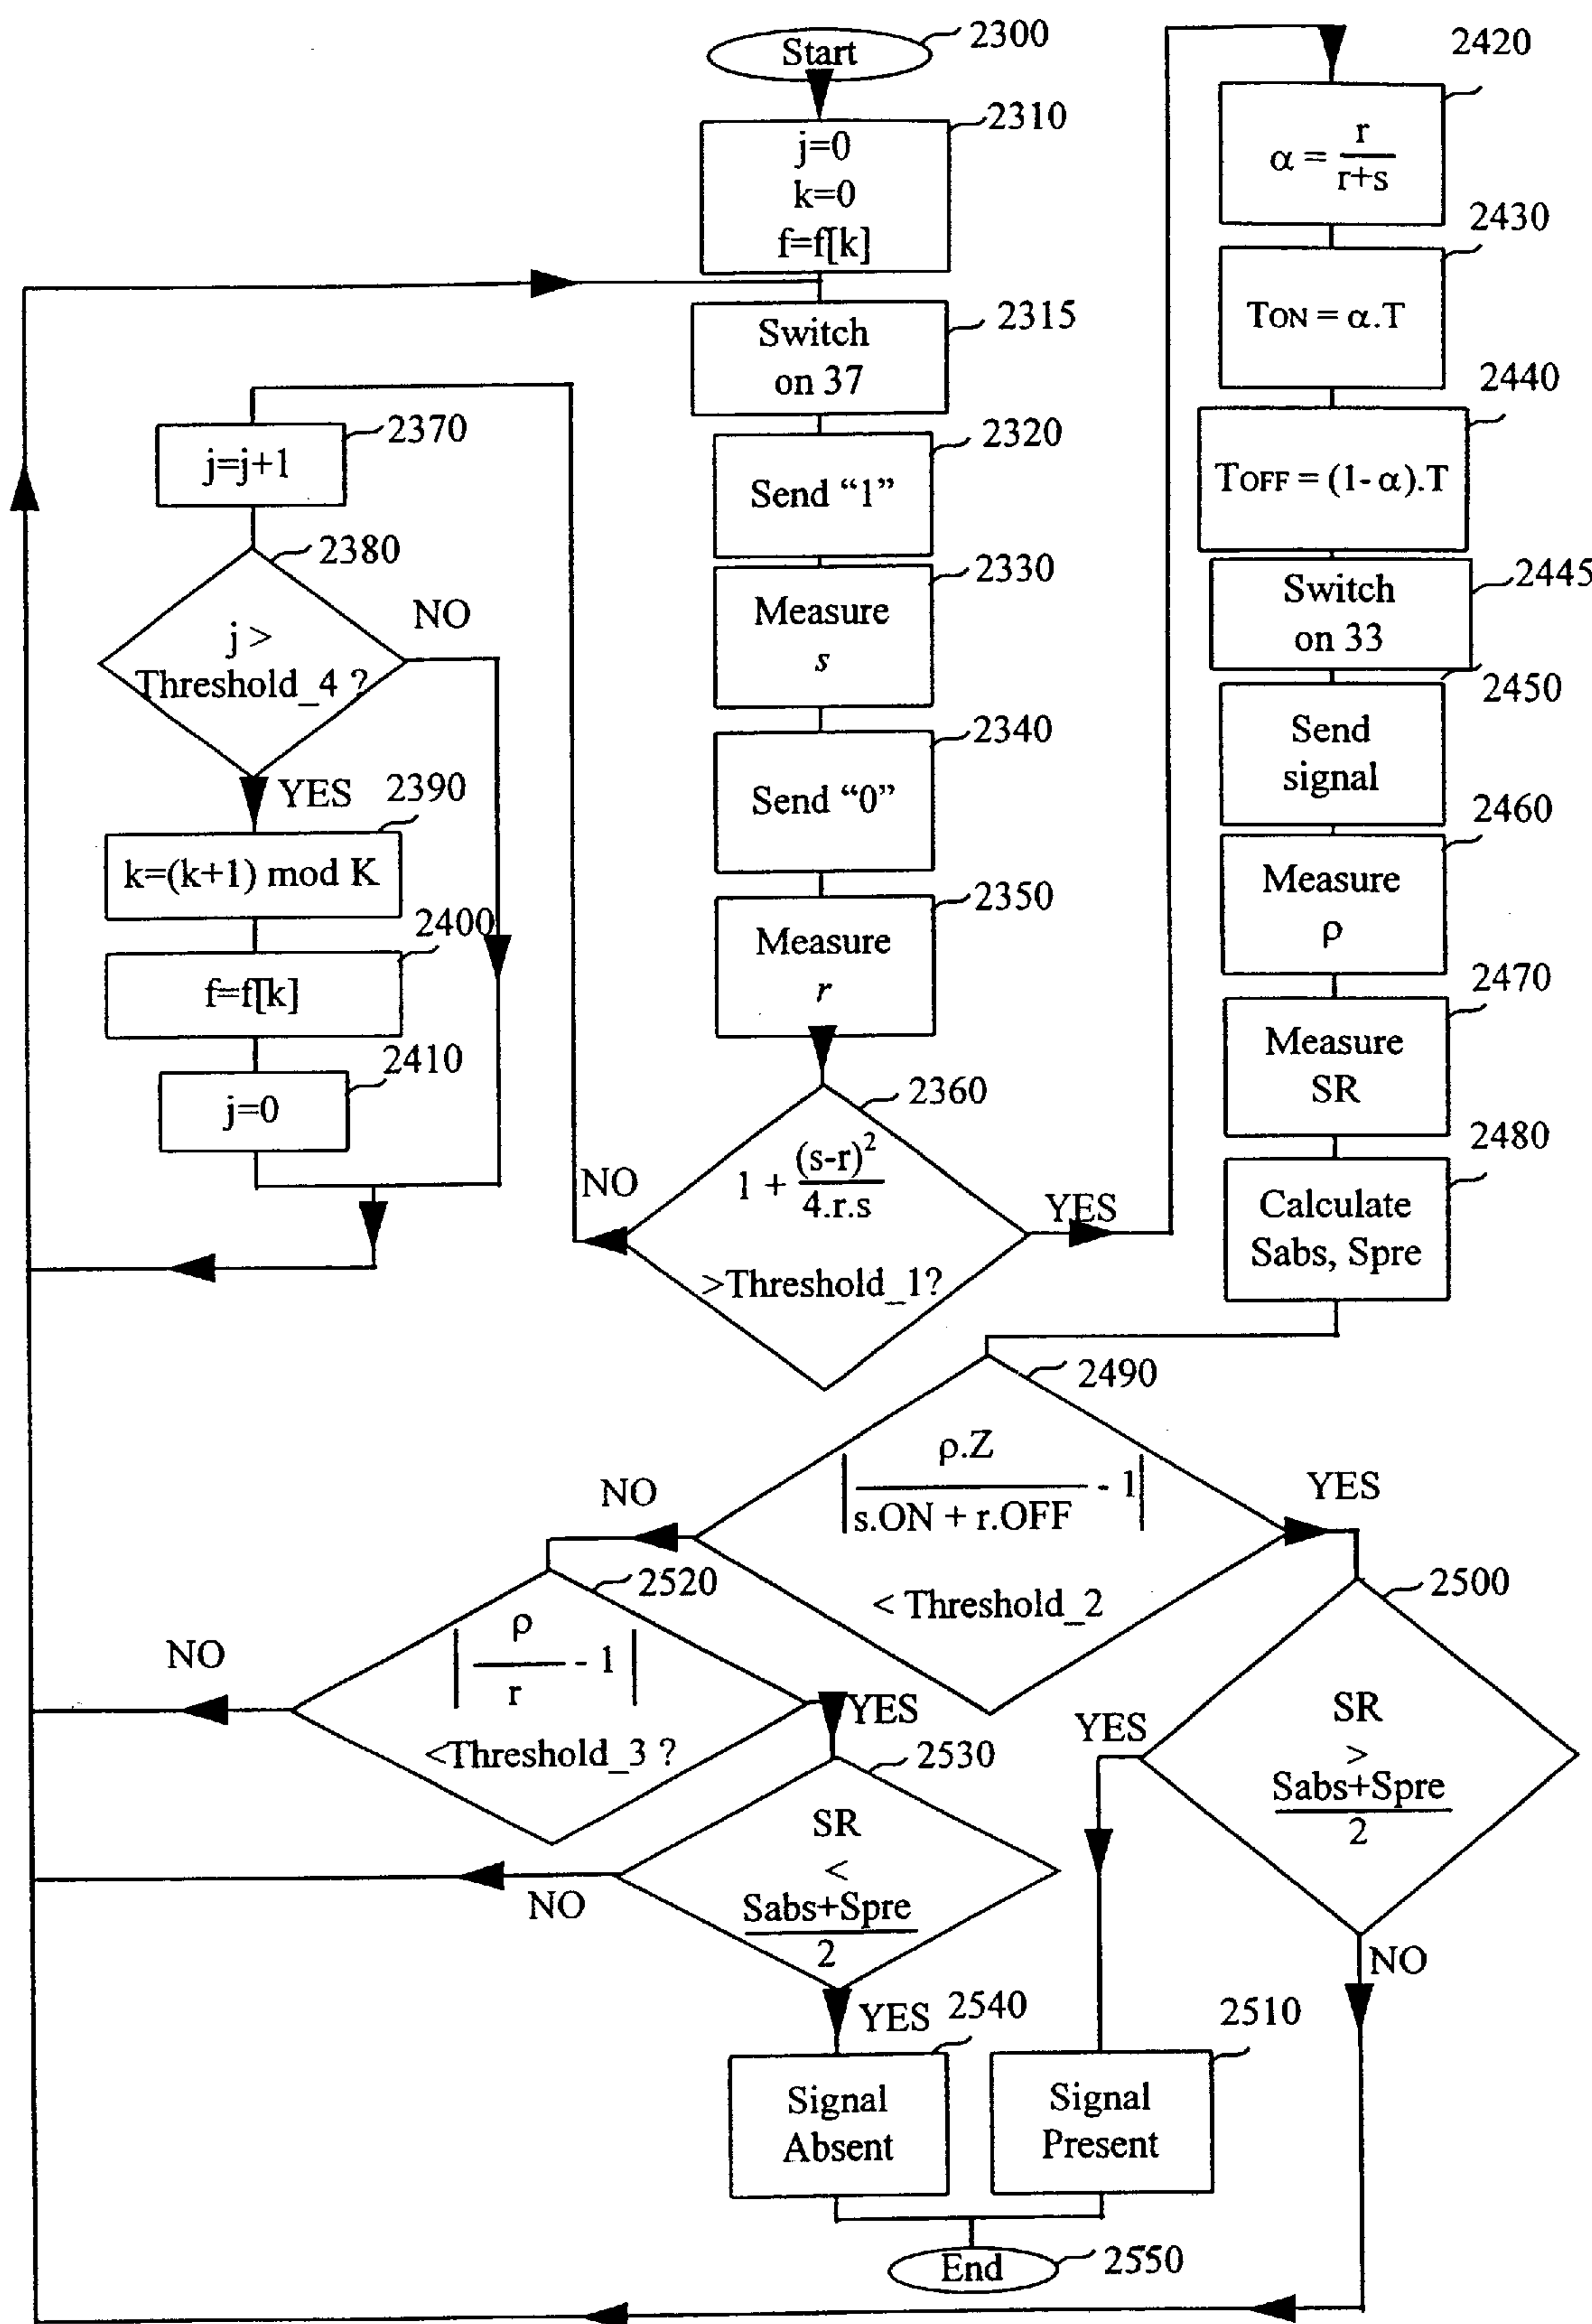 Start
2300
j=0
k=0
f=f[k]
2310
Switch
on 37
2315
Send “1”
2320
Measure
s
2330
Send “0”
2340
Measure
r
2350
1 + (s-r)²
4.r.s
>Threshold_1?
2360
NO
YES
j=j+1
2370
j >
Threshold_4 ?
2380
NO
YES
k=(k+1) mod K
2390
f=f[k]
2400
j=0
2410
α = r
r+s
2420
TON = α.T
2430
TOFF = (1- α).T
2440
Switch
on 33
2445
Send
signal
2450
Measure
ρ
2460
Measure
SR
2470
Calculate
Sabs, Spre
2480
ρ.Z
| s.ON + r.OFF - 1|
< Threshold_2
2490
NO
YES
SR
>
Sabs+Spre
2
2500
YES
NO
ρ
| r - 1 |
<Threshold_3 ?
2520
NO
YES
SR
<
Sabs+Spre
2
2530
NO
YES
Signal
Absent
2540
Signal
Present
2510
End
2550